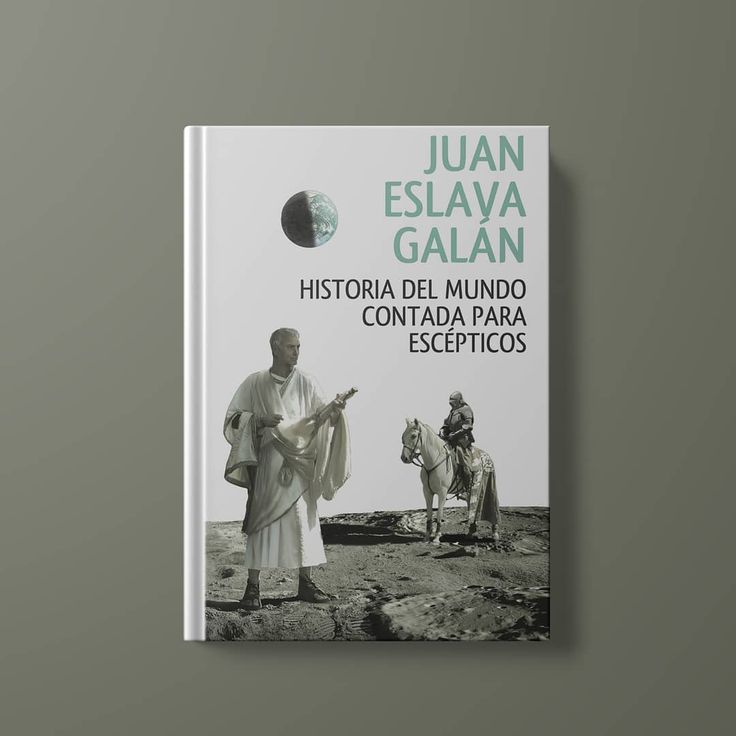 JUAN
ESLAVA
GALÁN
HISTORIA DEL MUNDO
CONTADA PARA
ESCÉPTICOS